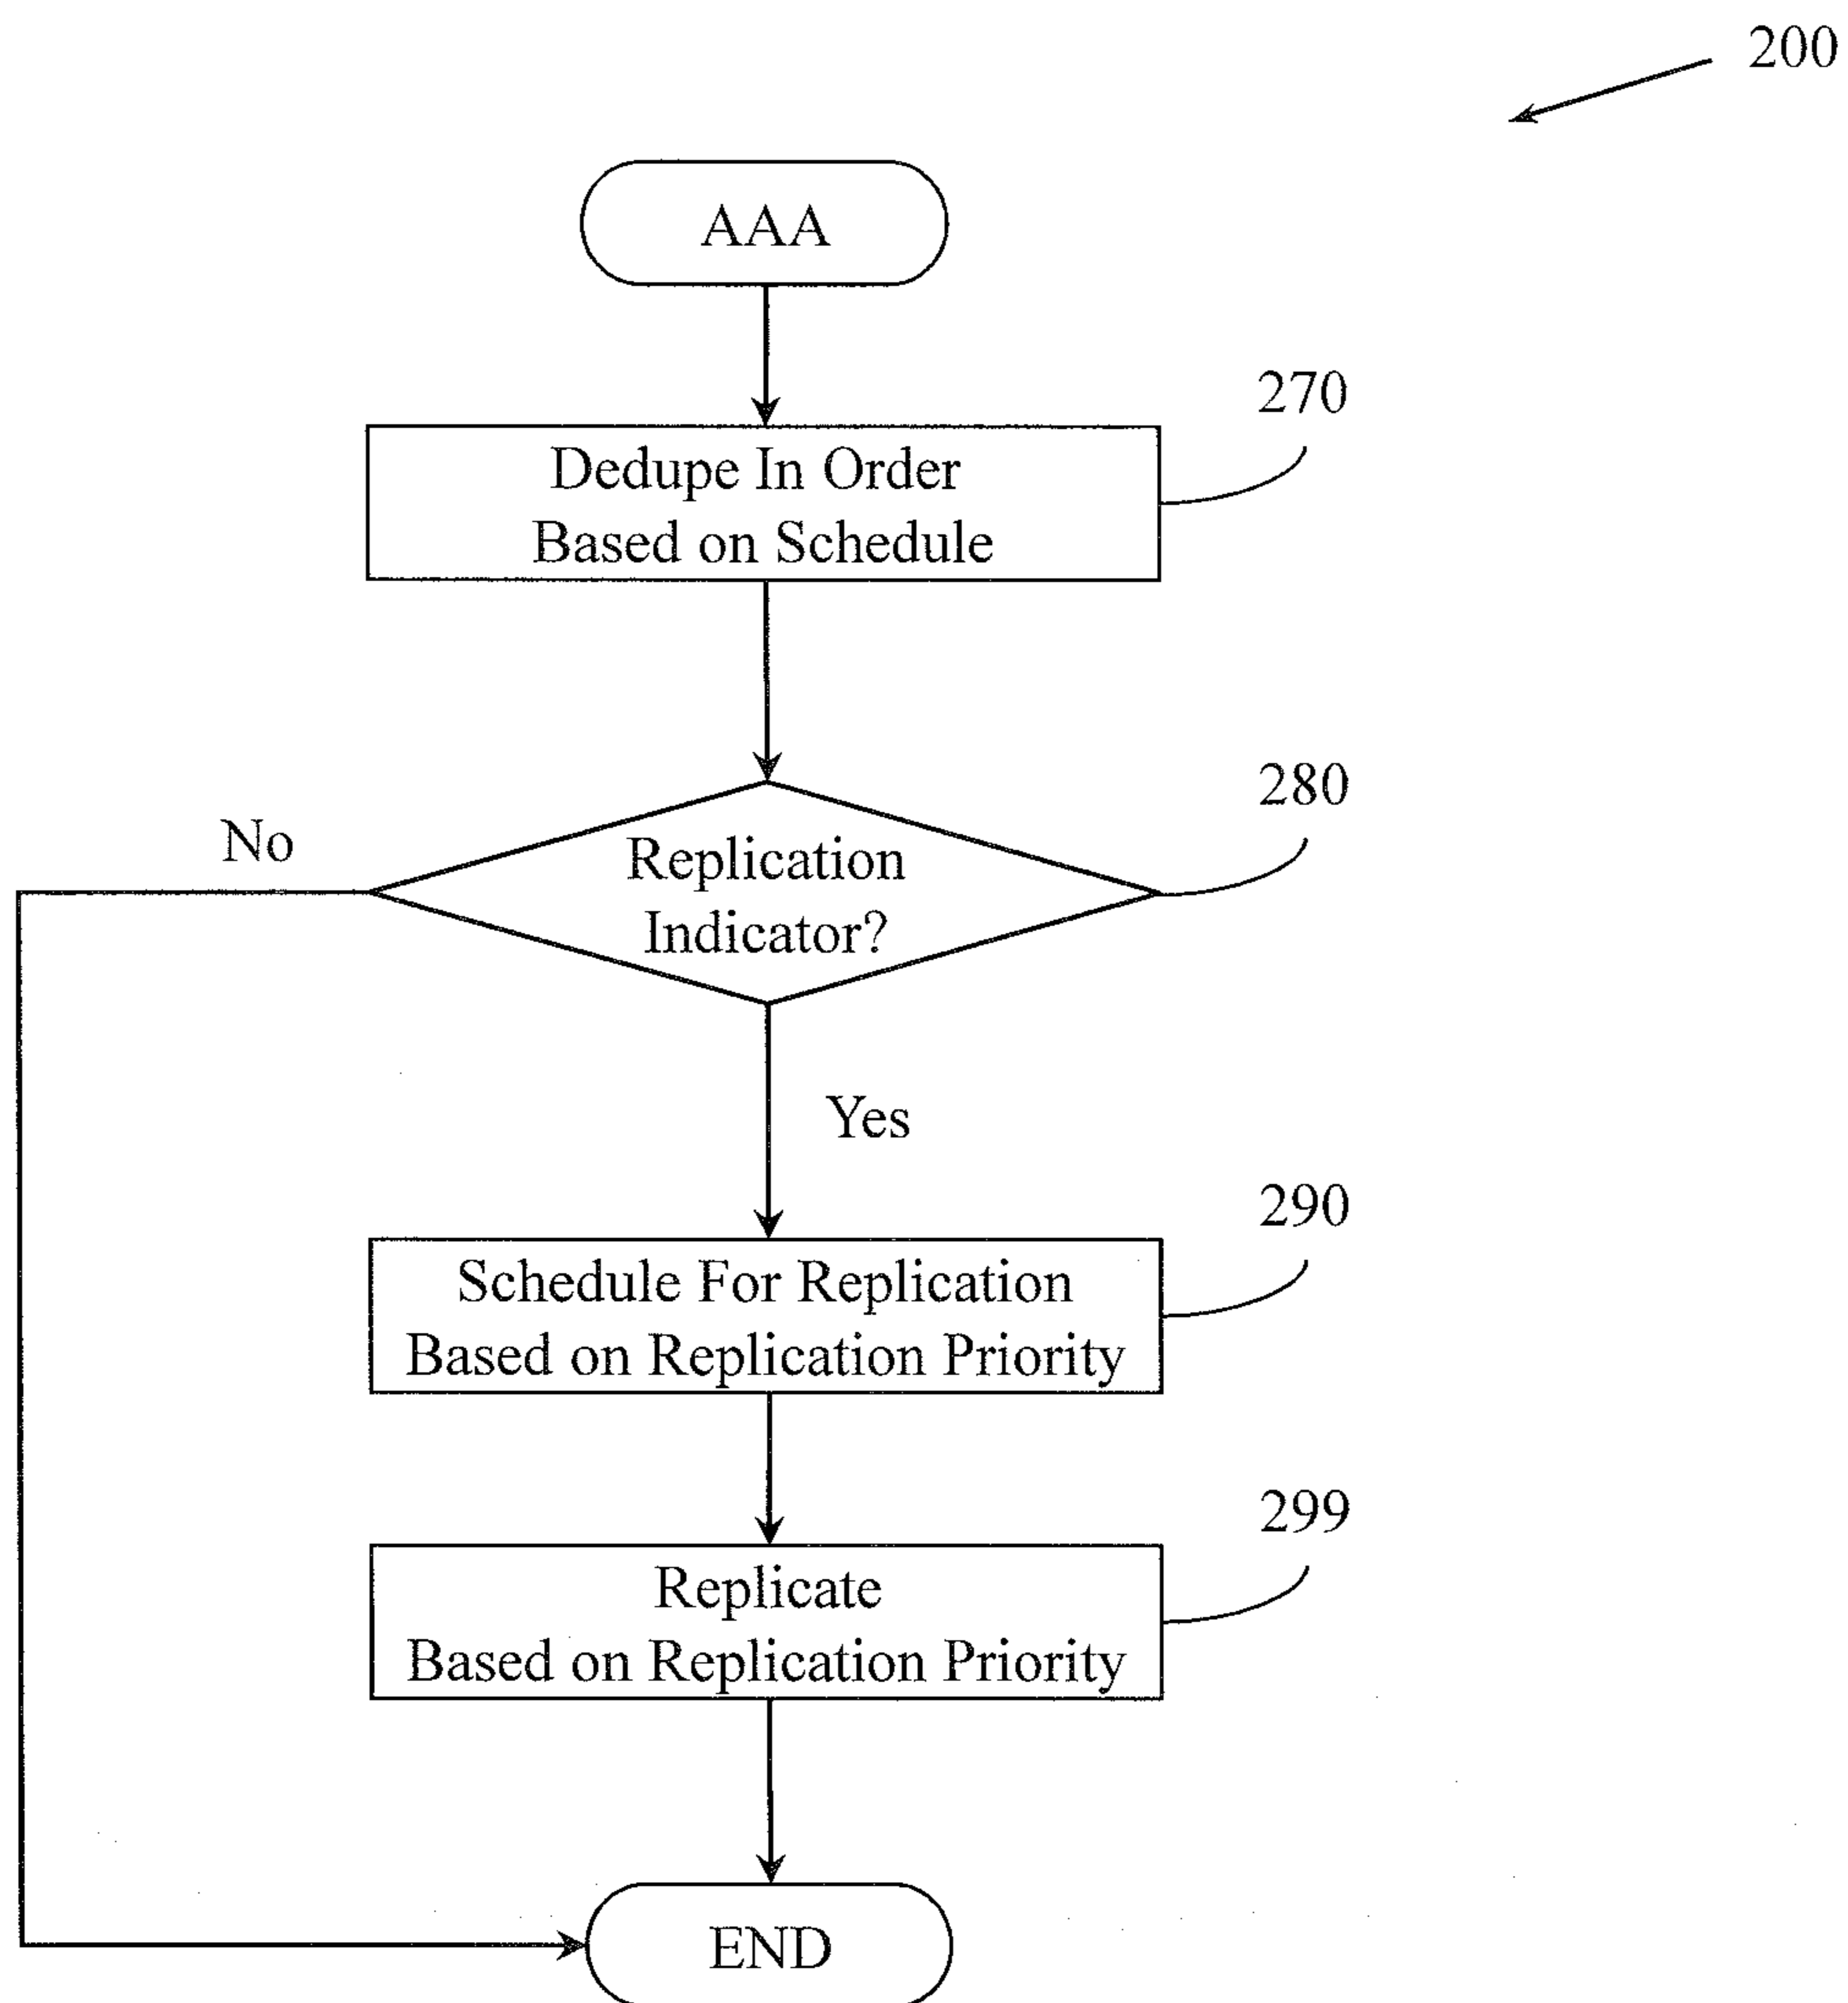 200
AAA
270
Dedupe In Order
Based on Schedule
280
No
Replication
Indicator?
Yes
290
Schedule For Replication
Based on Replication Priority
299
Replicate
Based on Replication Priority
END